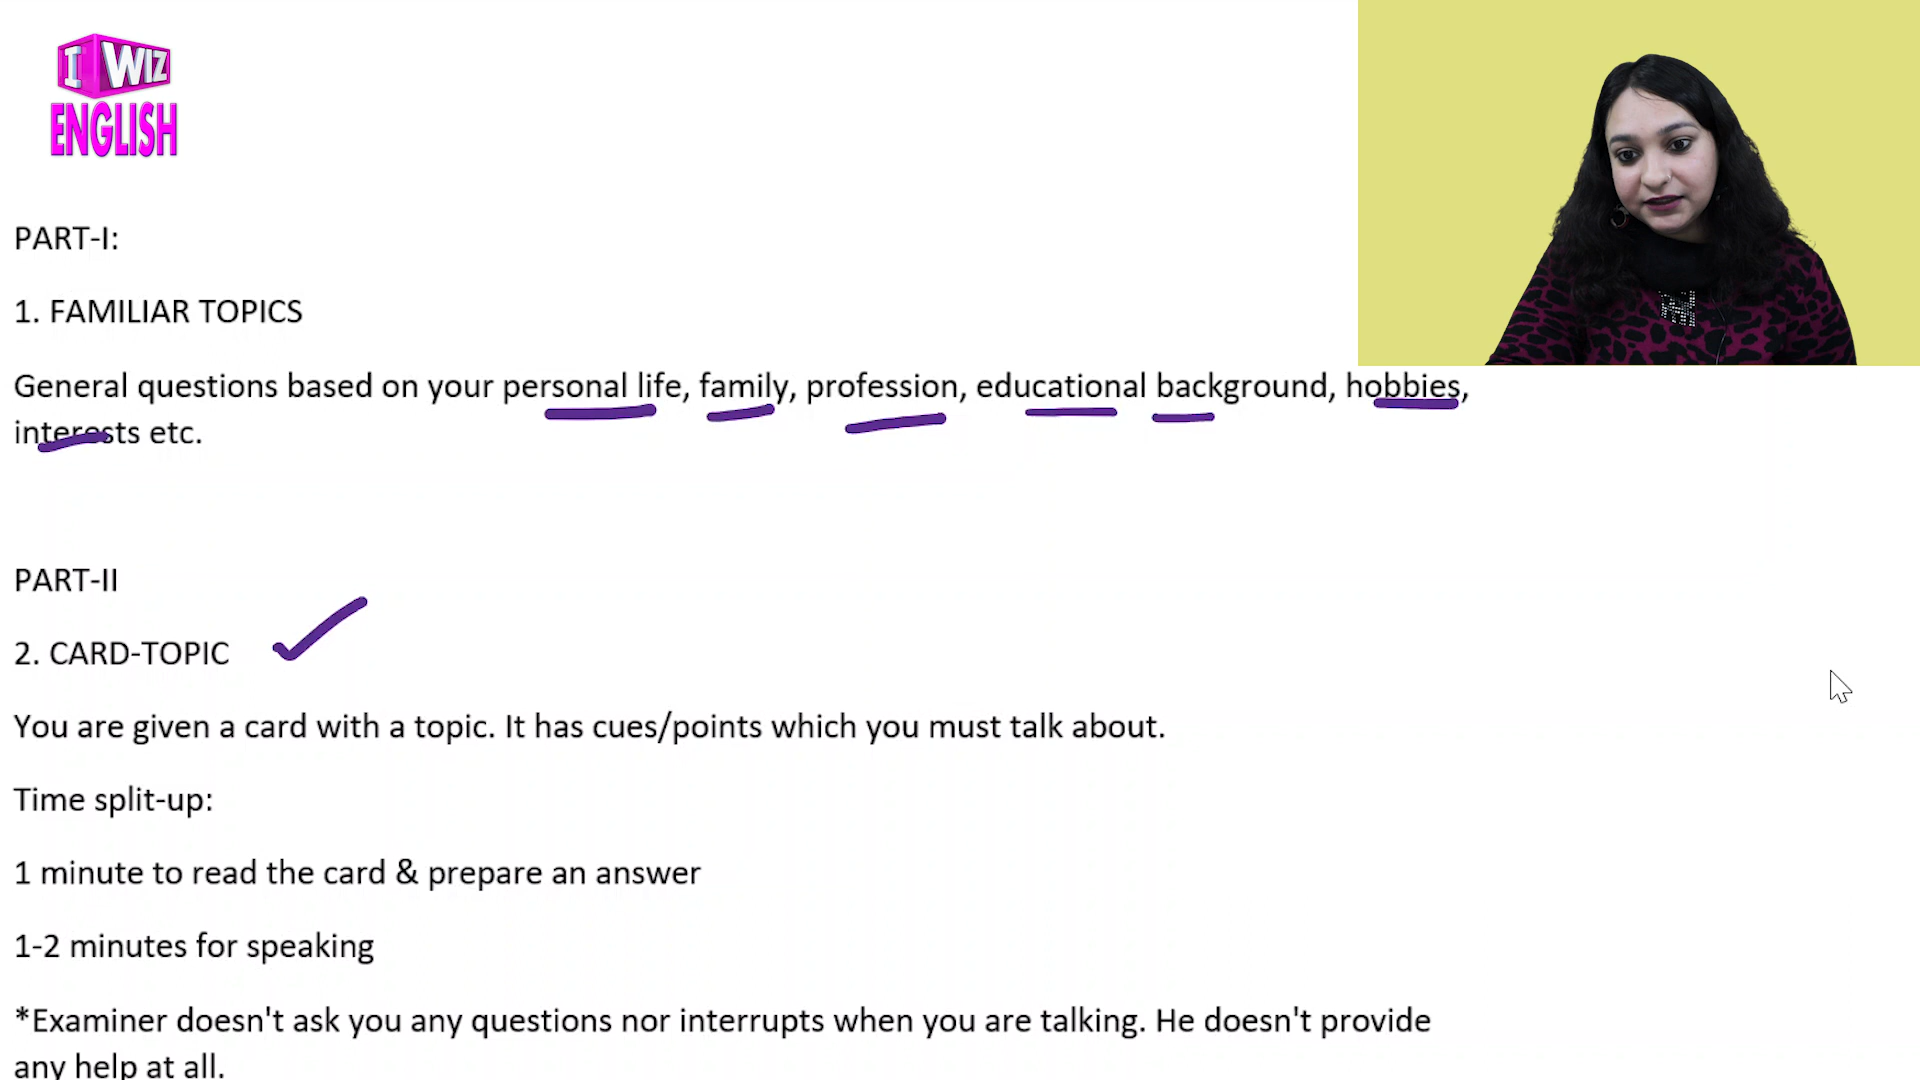 I WIZ
ENGLISH
PART-I:
1. FAMILIAR TOPICS
General questions based on your personal life, family, profession, educational background, hobbies,
interests etc.
PART-II
2. CARD-TOPIC
You are given a card with a topic. It has cues/points which you must talk about.
Time split-up:
1 minute to read the card & prepare an answer
1-2 minutes for speaking
*Examiner doesn't ask you any questions nor interrupts when you are talking. He doesn't provide
any help at all.